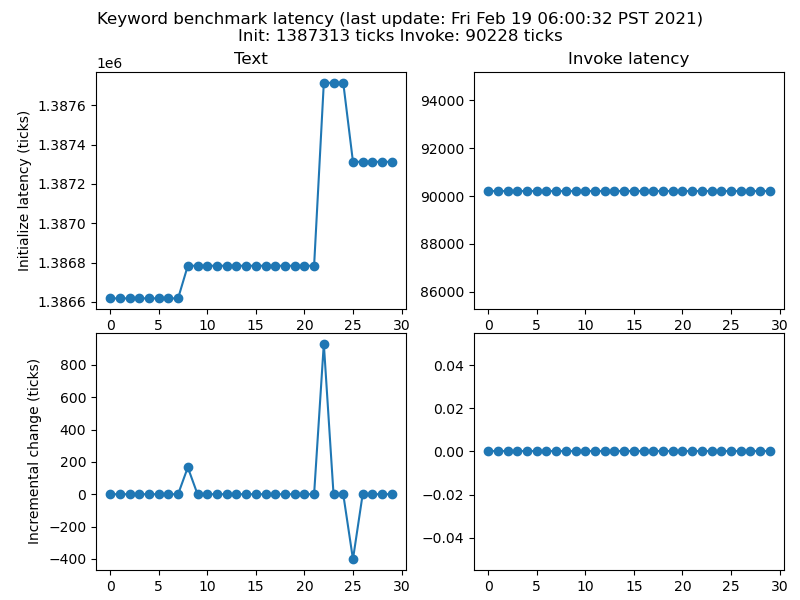 Keyword benchmark latency (last update: Fri Feb 19 06:00:32 PST 2021)
Init: 1387313 ticks Invoke: 90228 ticks
Text
Invoke latency
1e6
Initialize latency (ticks)
1.3876
1.3874
1.3872
1.3870
1.3868
1.3866
0 5 10 15 20 25 30
94000
92000
90000
88000
86000
0 5 10 15 20 25 30
Incremental change (ticks)
800
600
400
200
0
−200
−400
0 5 10 15 20 25 30
0.04
0.02
0.00
−0.02
−0.04
0 5 10 15 20 25 30